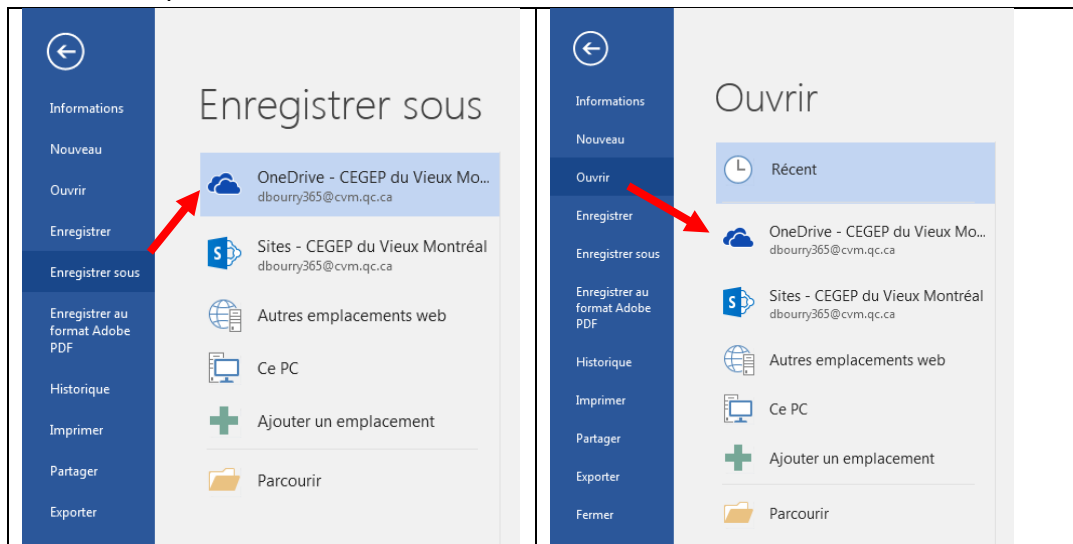 Informations
Nouveau
Ouvrir
Enregistrer
Enregistrer sous
Enregistrer au
format Adobe
PDF
Historique
Imprimer
Partager
Exporter
Enregistrer sous
OneDrive - CEGEP du Vieux Mo...
dbourry365@cvm.qc.ca
Sites - CEGEP du Vieux Montréal
dbourry365@cvm.qc.ca
Autres emplacements web
Ce PC
Ajouter un emplacement
Parcourir
Informations
Nouveau
Ouvrir
Enregistrer
Enregistrer sous
Enregistrer au
format Adobe
PDF
Historique
Imprimer
Partager
Exporter
Fermer
Ouvrir
Récent
OneDrive - CEGEP du Vieux Mo...
dbourry365@cvm.qc.ca
Sites - CEGEP du Vieux Montréal
dbourry365@cvm.qc.ca
Autres emplacements web
Ce PC
Ajouter un emplacement
Parcourir